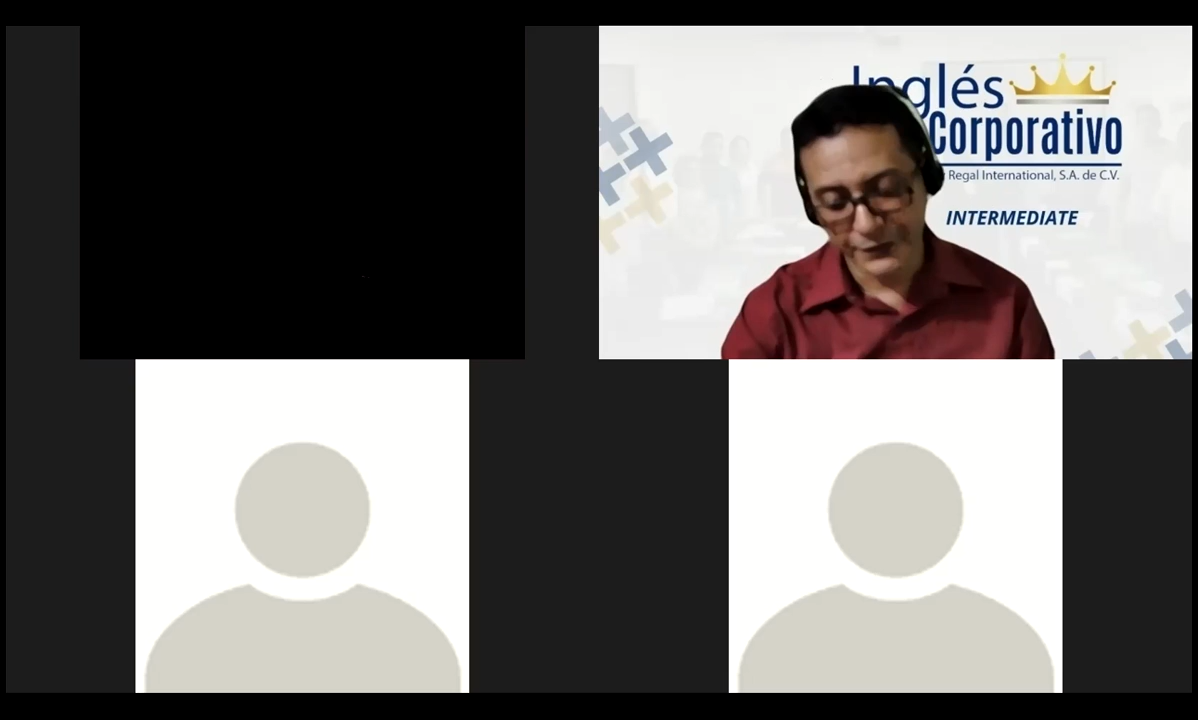 Inglés
Corporativo
Regal International, S.A. de C.V.
INTERMEDIATE